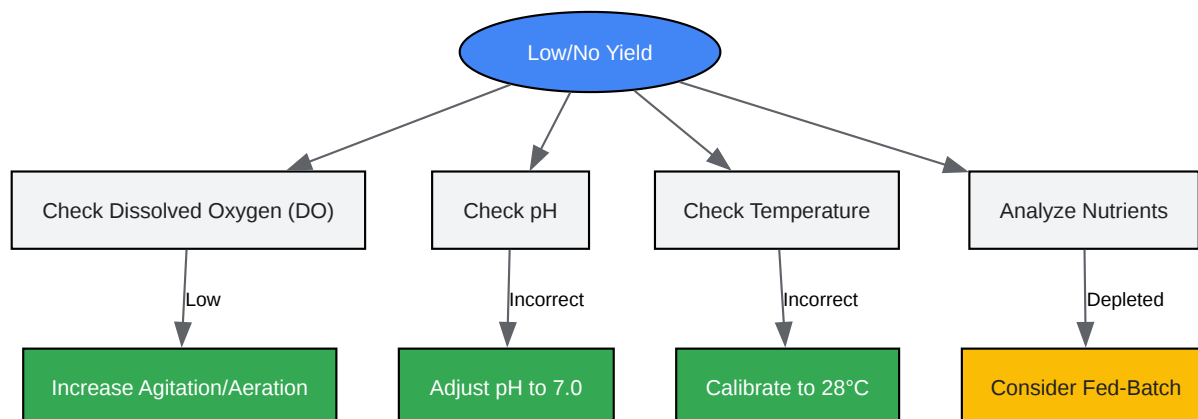 Low/No Yield
Check Dissolved Oxygen (DO)
Check pH
Check Temperature
Analyze Nutrients
Low
Incorrect
Incorrect
Depleted
Increase Agitation/Aeration
Adjust pH to 7.0
Calibrate to 28°C
Consider Fed-Batch